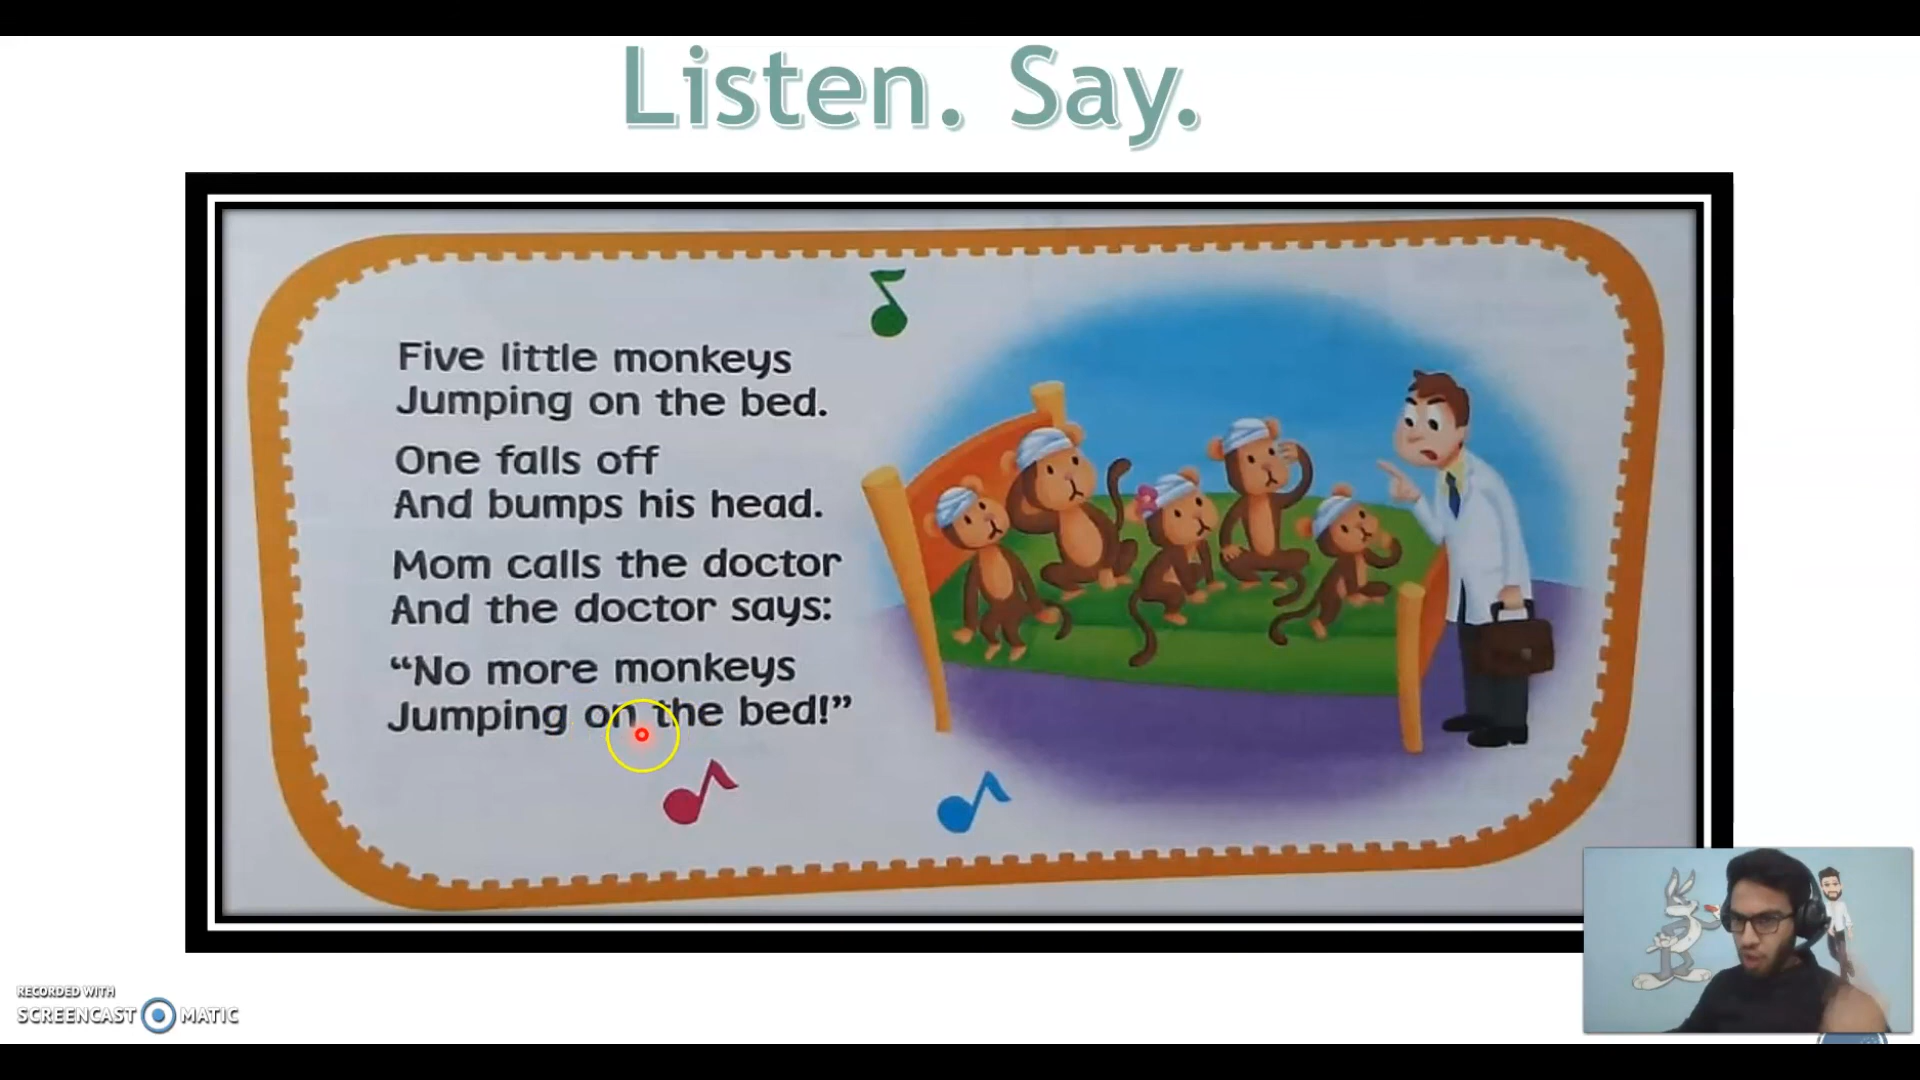 Listen. Say.
Five little monkeys
Jumping on the bed.
One falls off
And bumps his head.
Mom calls the doctor
And the doctor says:
“No more monkeys
Jumping on the bed!”
RECORDED WITH
SCREENCAST MATIC